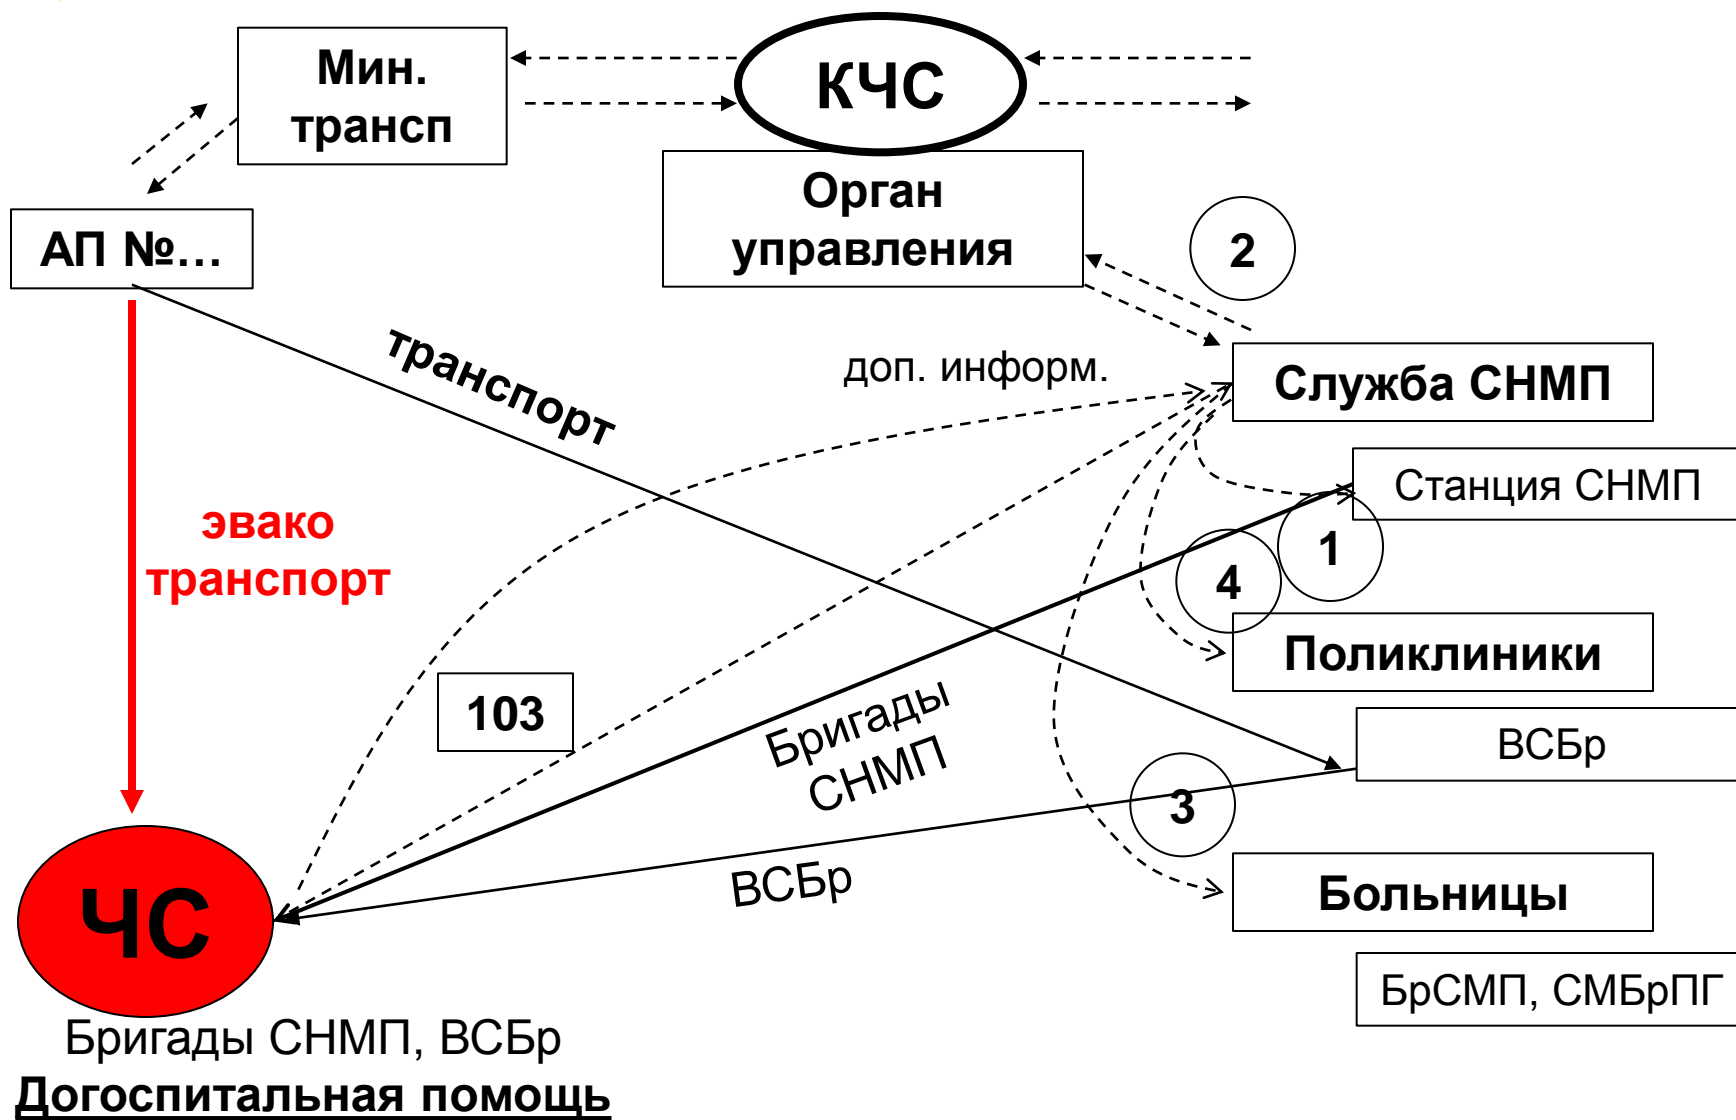 Мин.
трансп
КЧС
Орган
управления
АП №...
2
транспорт
доп. информ.
Служба СНМП
Станция СНМП
эвако
транспорт
1
4
Поликлиники
103
Бригады
СНМП
ВСБр
3
ВСБр
Больницы
ЧС
БрСМП, СМБрПГ
Бригады СНМП, ВСБр
Догоспитальная помощь